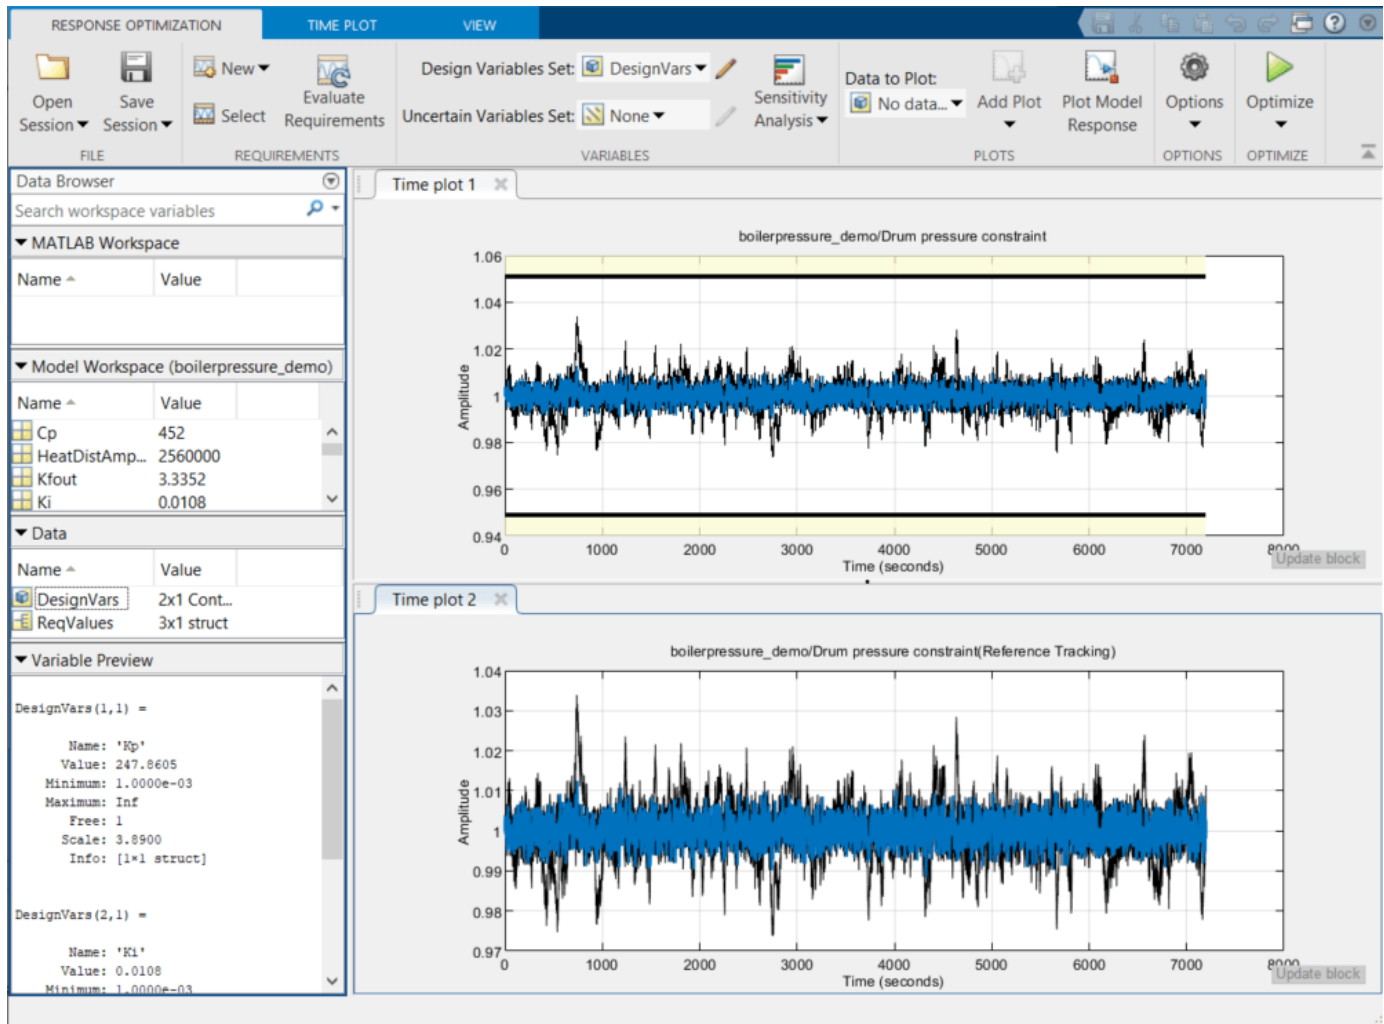 RESPONSE OPTIMIZATION TIME PLOT VIEW
Open Session Save Session
New
Select
Evaluate Requirements
Design Variables Set: DesignVars
Uncertain Variables Set: None
Sensitivity Analysis
Data to Plot:
No data...
Add Plot
Plot Model Response
Options
Optimize
FILE REQUIREMENTS VARIABLES PLOTS OPTIONS OPTIMIZE
Data Browser
Search workspace variables
MATLAB Workspace
Name Value
Model Workspace (boilerpressure_demo)
Name Value
Cp 452
HeatDistAmp... 2560000
Kfout 3.3352
Ki 0.0108
Data
Name Value
DesignVars 2x1 Cont...
ReqValues 3x1 struct
Variable Preview
DesignVars(1,1) =
Name: 'Kp'
Value: 247.8605
Minimum: 1.0000e-03
Maximum: Inf
Free: 1
Scale: 3.8900
Info: [1×1 struct]
DesignVars(2,1) =
Name: 'Ki'
Value: 0.0108
Minimum: 1.0000e-03
Time plot 1
boilerpressure_demo/Drum pressure constraint
1.06
1.04
1.02
1
0.98
0.96
0.94
Amplitude
0 1000 2000 3000 4000 5000 6000 7000 8000
Time (seconds)
Update block
Time plot 2
boilerpressure_demo/Drum pressure constraint(Reference Tracking)
1.04
1.03
1.02
1.01
1
0.99
0.98
0.97
Amplitude
0 1000 2000 3000 4000 5000 6000 7000 8000
Time (seconds)
Update block